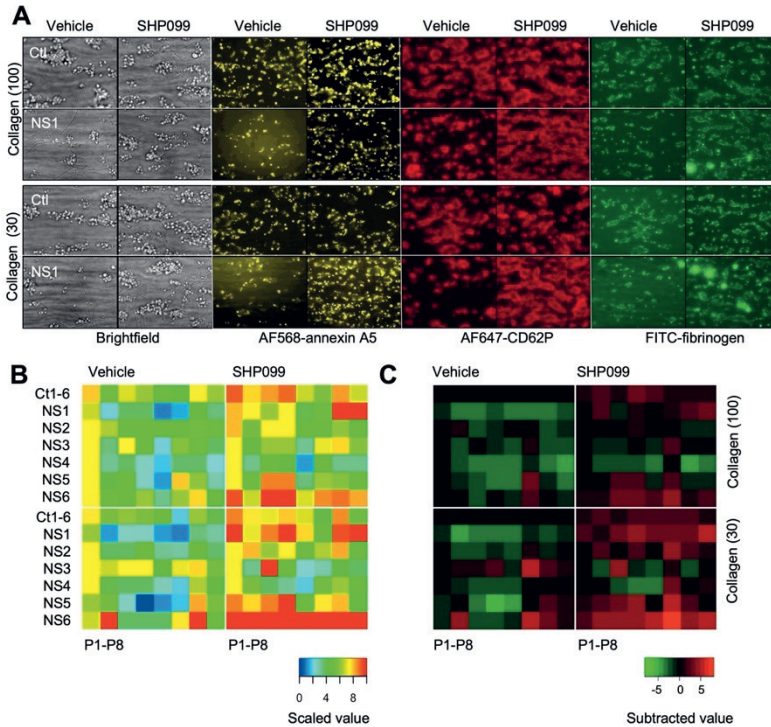 A
Vehicle SHP099 Vehicle SHP099 Vehicle SHP099 Vehicle SHP099
Collagen (100)
Ctl
NS1
Collagen (30)
Ctl
NS1
Brightfield AF568-annexin A5 AF647-CD62P FITC-fibrinogen
B
Vehicle SHP099
Ct1-6
NS1
NS2
NS3
NS4
NS5
NS6
Ct1-6
NS1
NS2
NS3
NS4
NS5
NS6
P1-P8 P1-P8
0 4 8
Scaled value
C
Vehicle SHP099
Collagen (100)
Collagen (30)
P1-P8 P1-P8
-5 0 5
Subtracted value